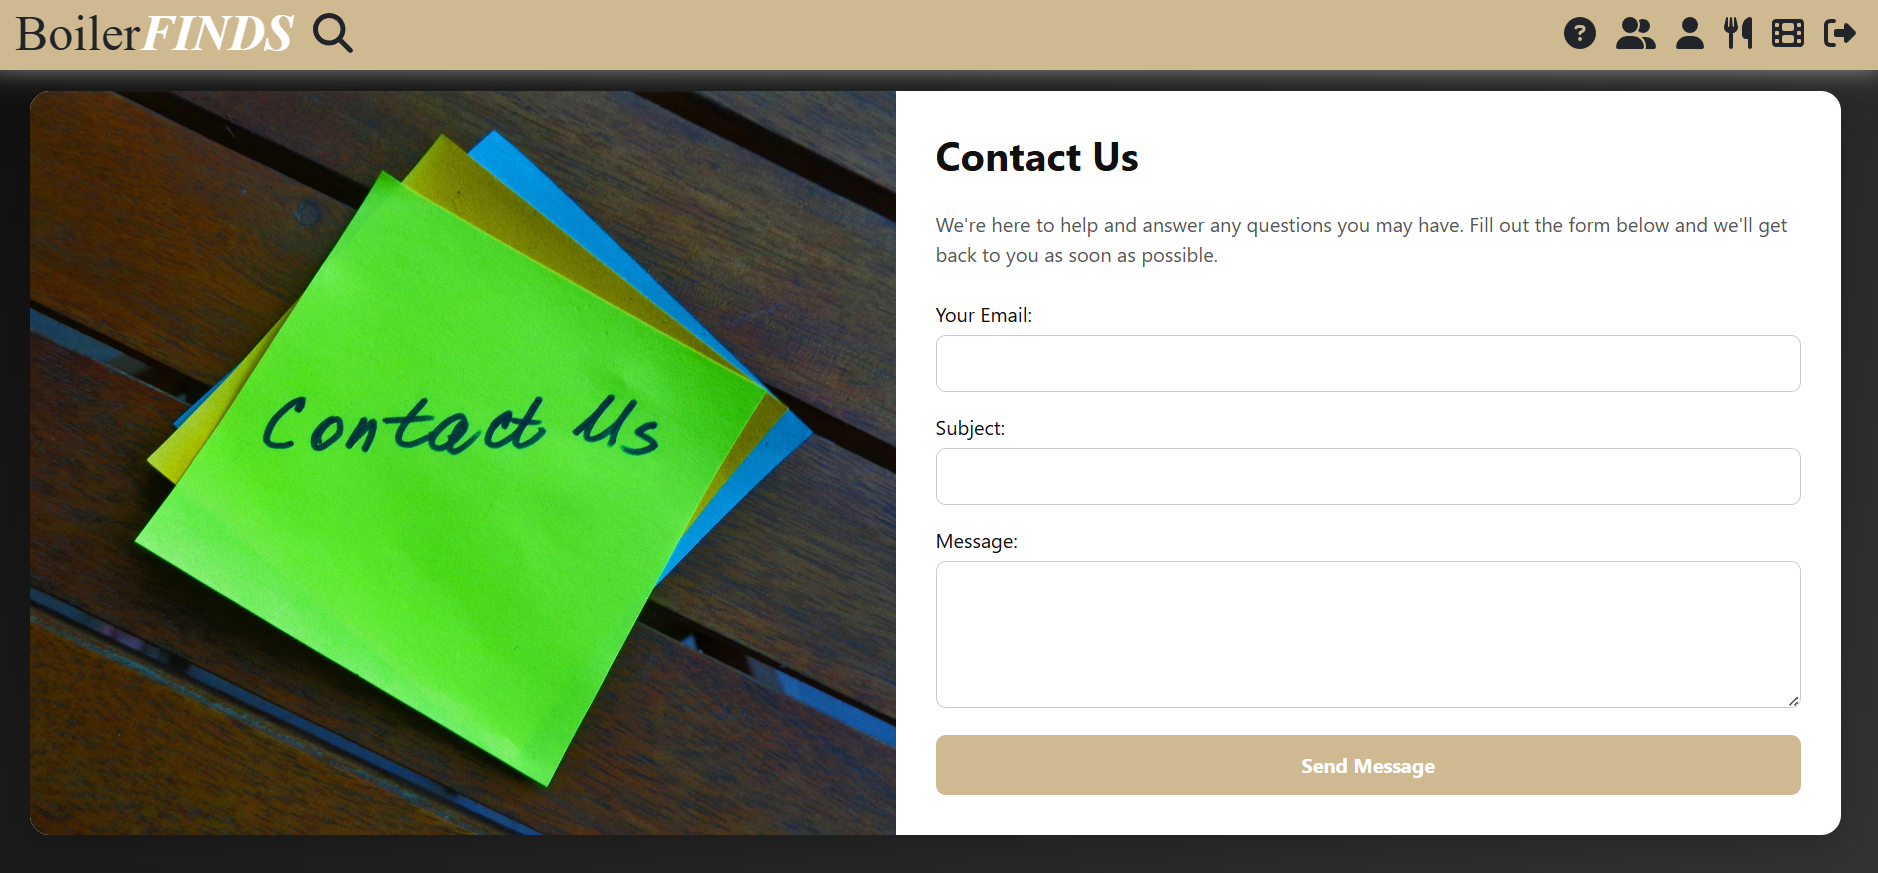 BoilerFINDS
?
Contact Us
Contact Us
We're here to help and answer any questions you may have. Fill out the form below and we'll get
back to you as soon as possible.
Your Email:
Subject:
Message:
Send Message